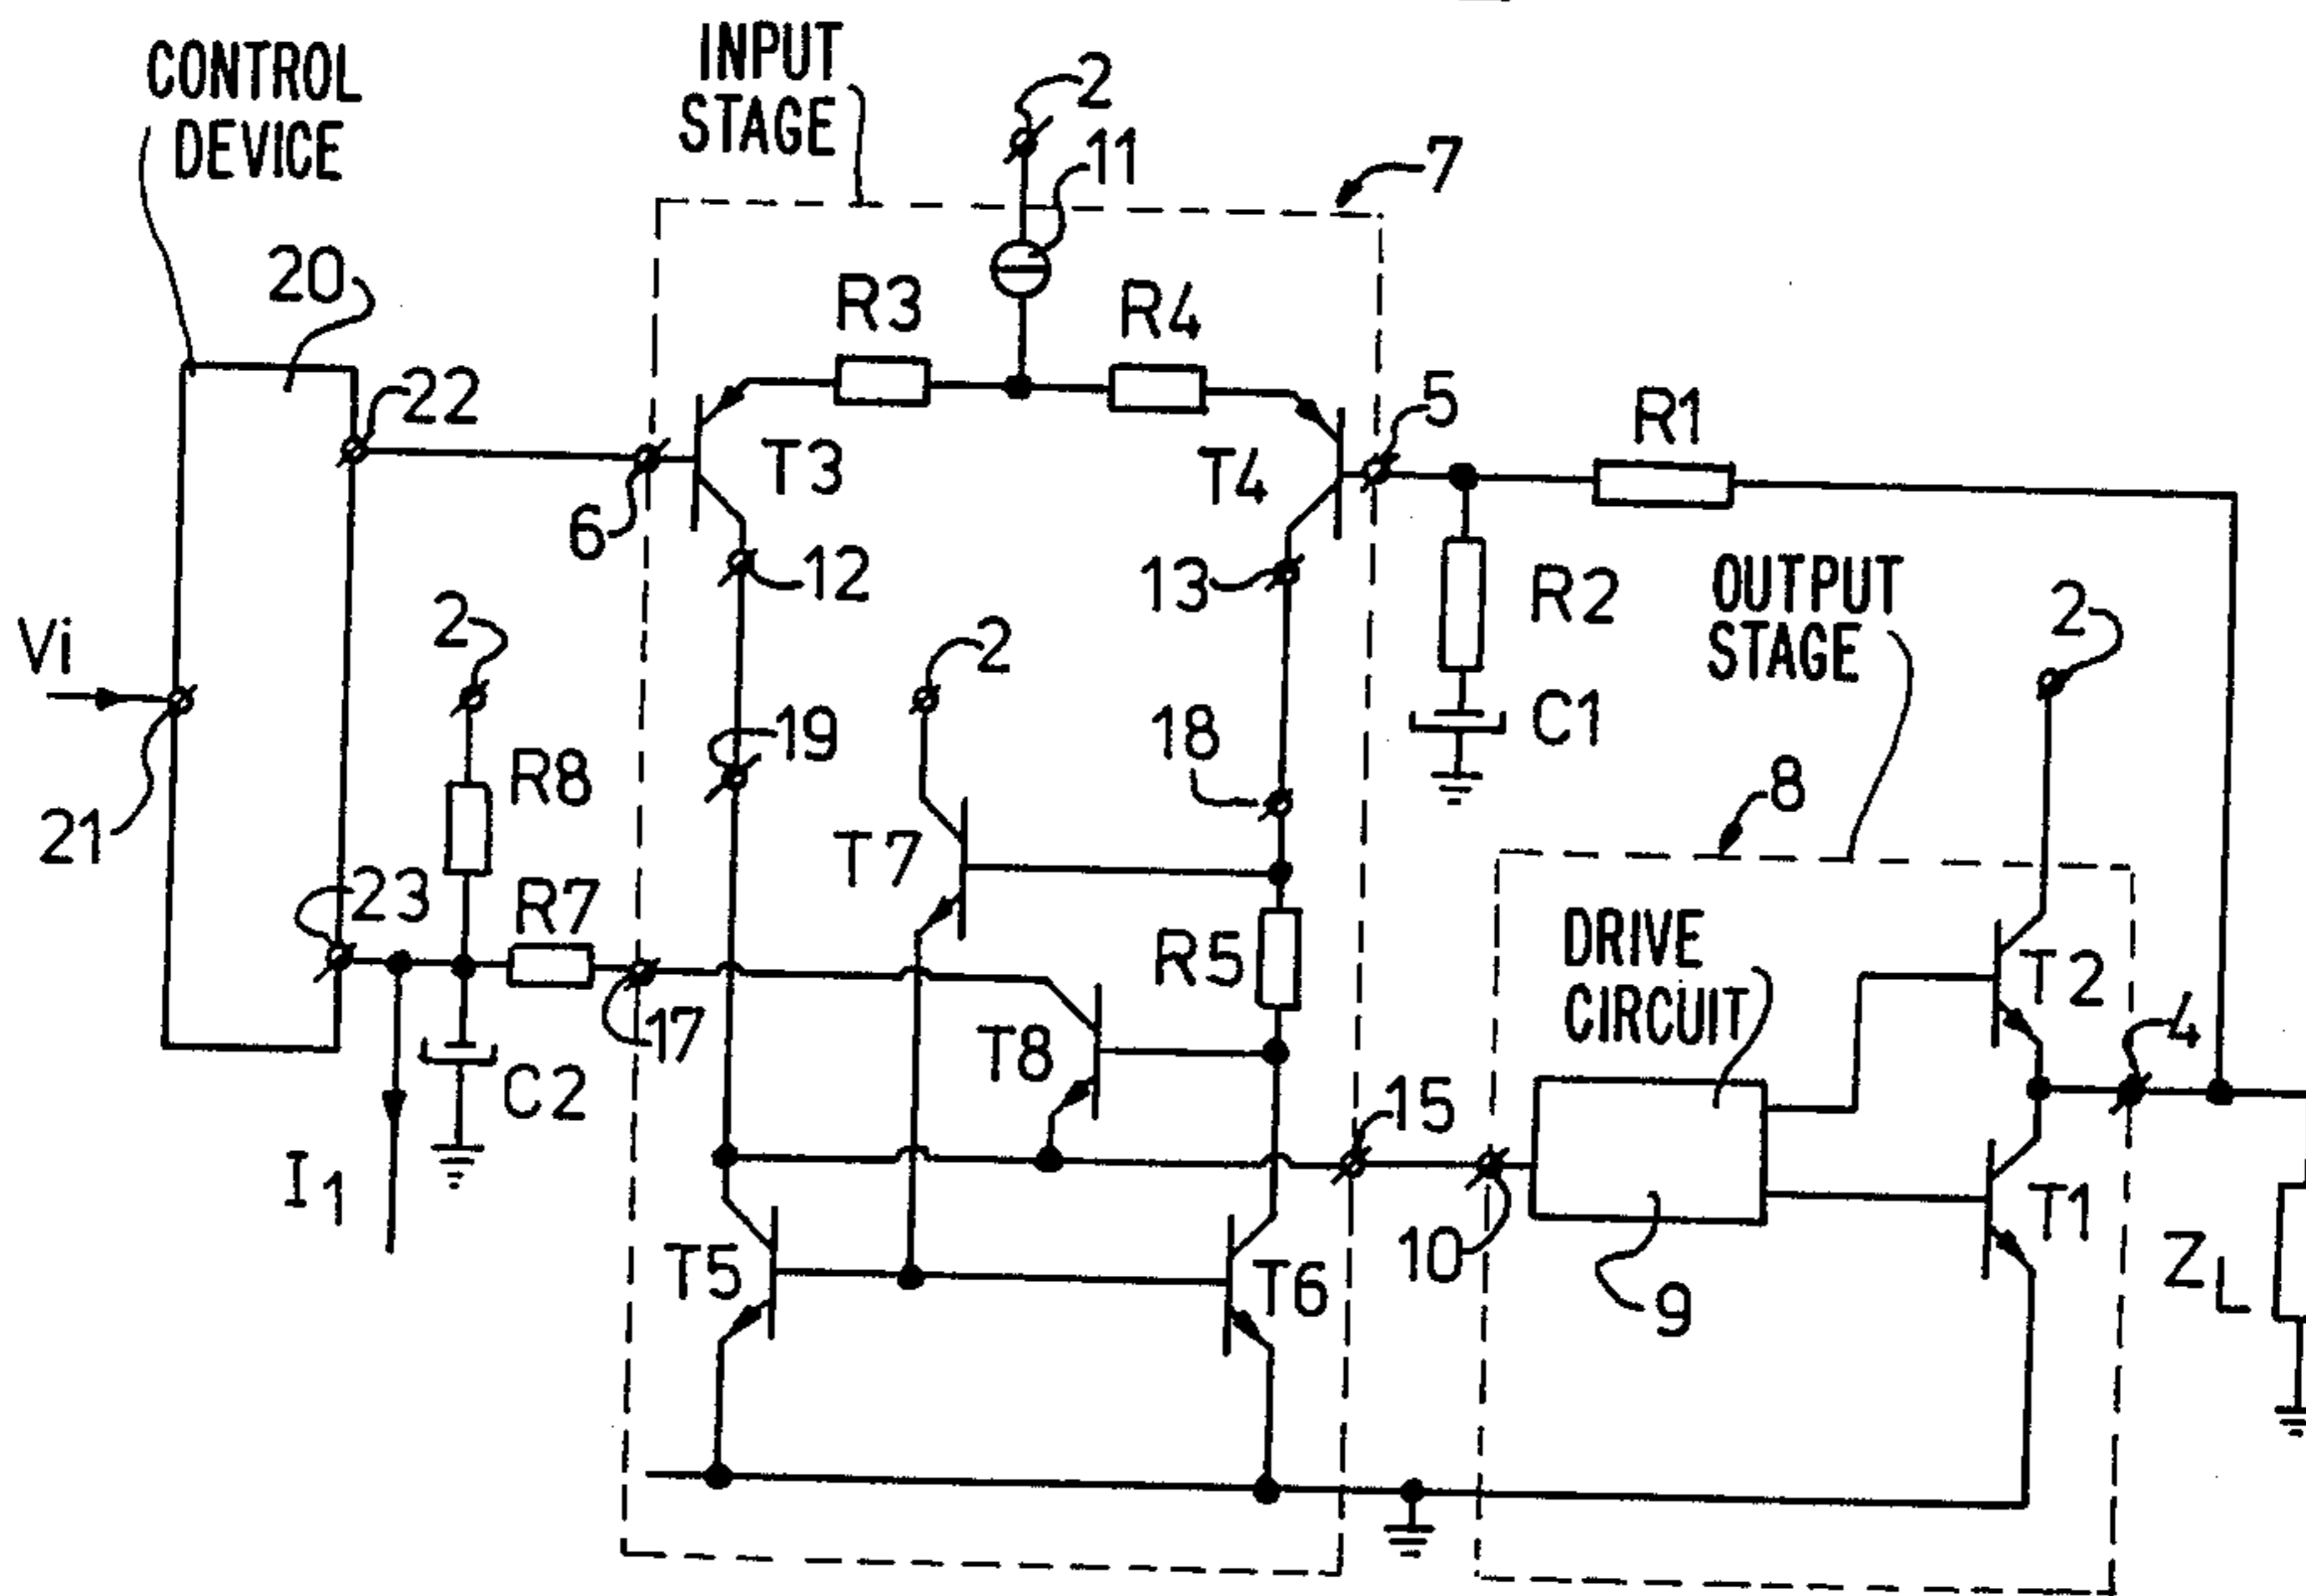 CONTROL
DEVICE
INPUT
STAGE
2
11
7
20
R3
R4
22
5
R1
T3
T4
6
12
13
R2
OUTPUT
STAGE
2
Vi
2
2
19
18
C1
R8
21
T7
8
23
R7
R5
DRIVE
CIRCUIT
T2
17
T8
4
C2
15
I1
T5
T6
10
T1
9
ZL